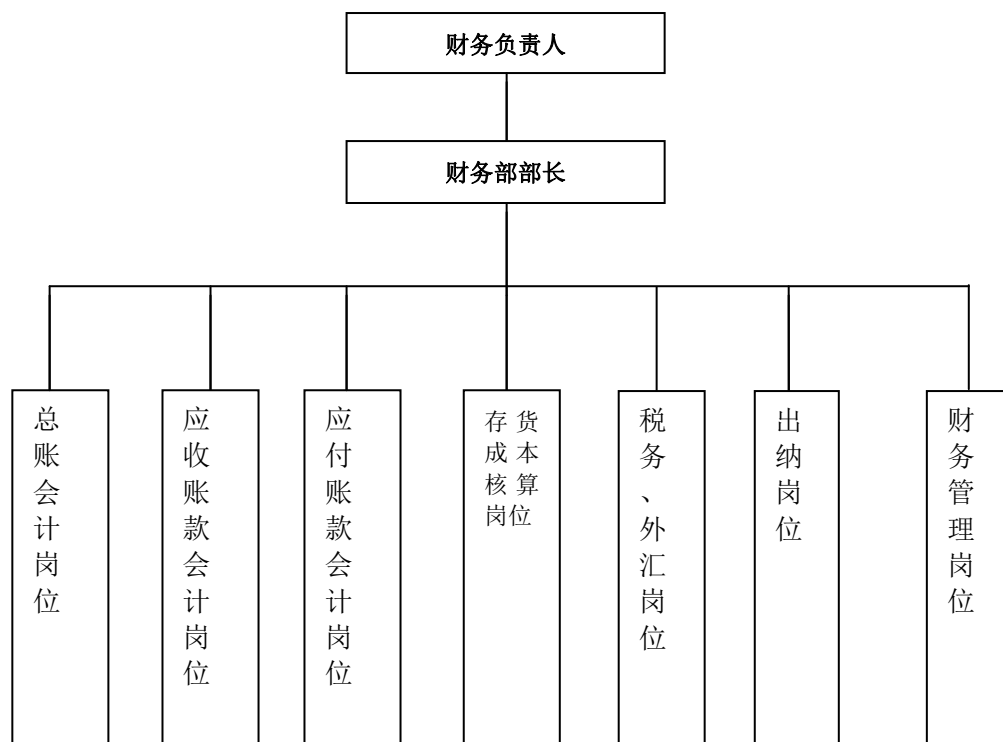 财务负责人
财务部部长
总账会计岗位
应收账款会计岗位
应付账款会计岗位
存货
成本
核算
岗位
税务、外汇岗位
出纳岗位
财务管理岗位